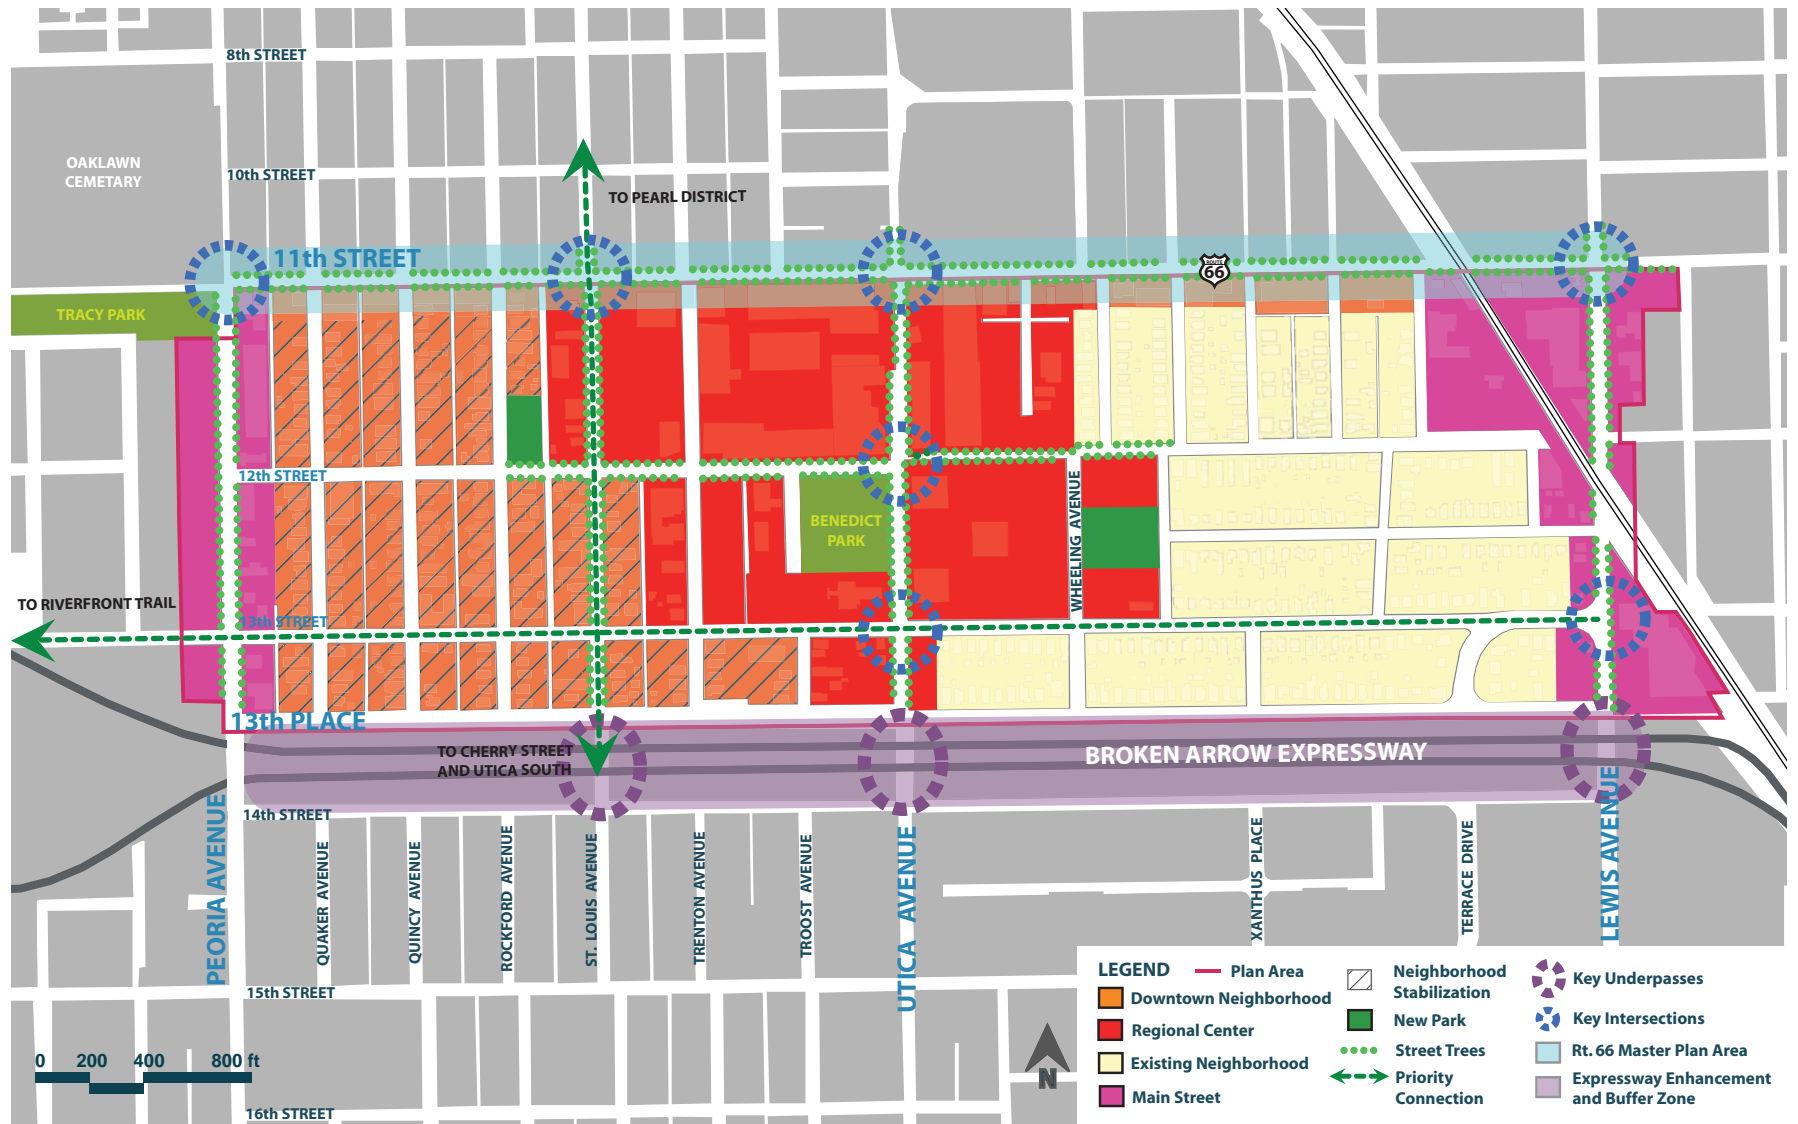 8th STREET
OAKLAWN
CEMETARY
10th STREET
TO PEARL DISTRICT
11th STREET
ROUTE
66
TRACY PARK
12th STREET
BENEDICT
PARK
WHEELING AVENUE
TO RIVERFRONT TRAIL
13th STREET
13th PLACE
TO CHERRY STREET
AND UTICA SOUTH
BROKEN ARROW EXPRESSWAY
14th STREET
PEORIA AVENUE
QUAKER AVENUE
QUINCY AVENUE
ROCKFORD AVENUE
ST. LOUIS AVENUE
TRENTON AVENUE
TROOST AVENUE
UTICA AVENUE
XANTHUS PLACE
TERRACE DRIVE
LEWIS AVENUE
15th STREET
16th STREET
0 200 400 800 ft
N
LEGEND
Plan Area
Downtown Neighborhood
Regional Center
Existing Neighborhood
Main Street
Neighborhood
Stabilization
New Park
Street Trees
Priority
Connection
Key Underpasses
Key Intersections
Rt. 66 Master Plan Area
Expressway Enhancement
and Buffer Zone